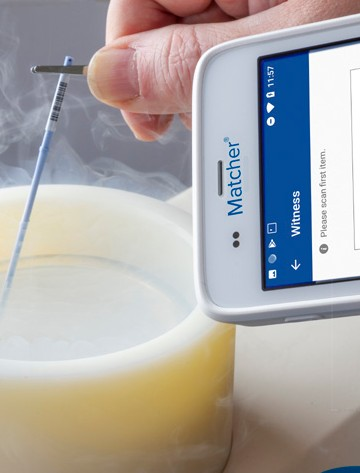 Matcher®
11:57
Witness
Please scan first item.